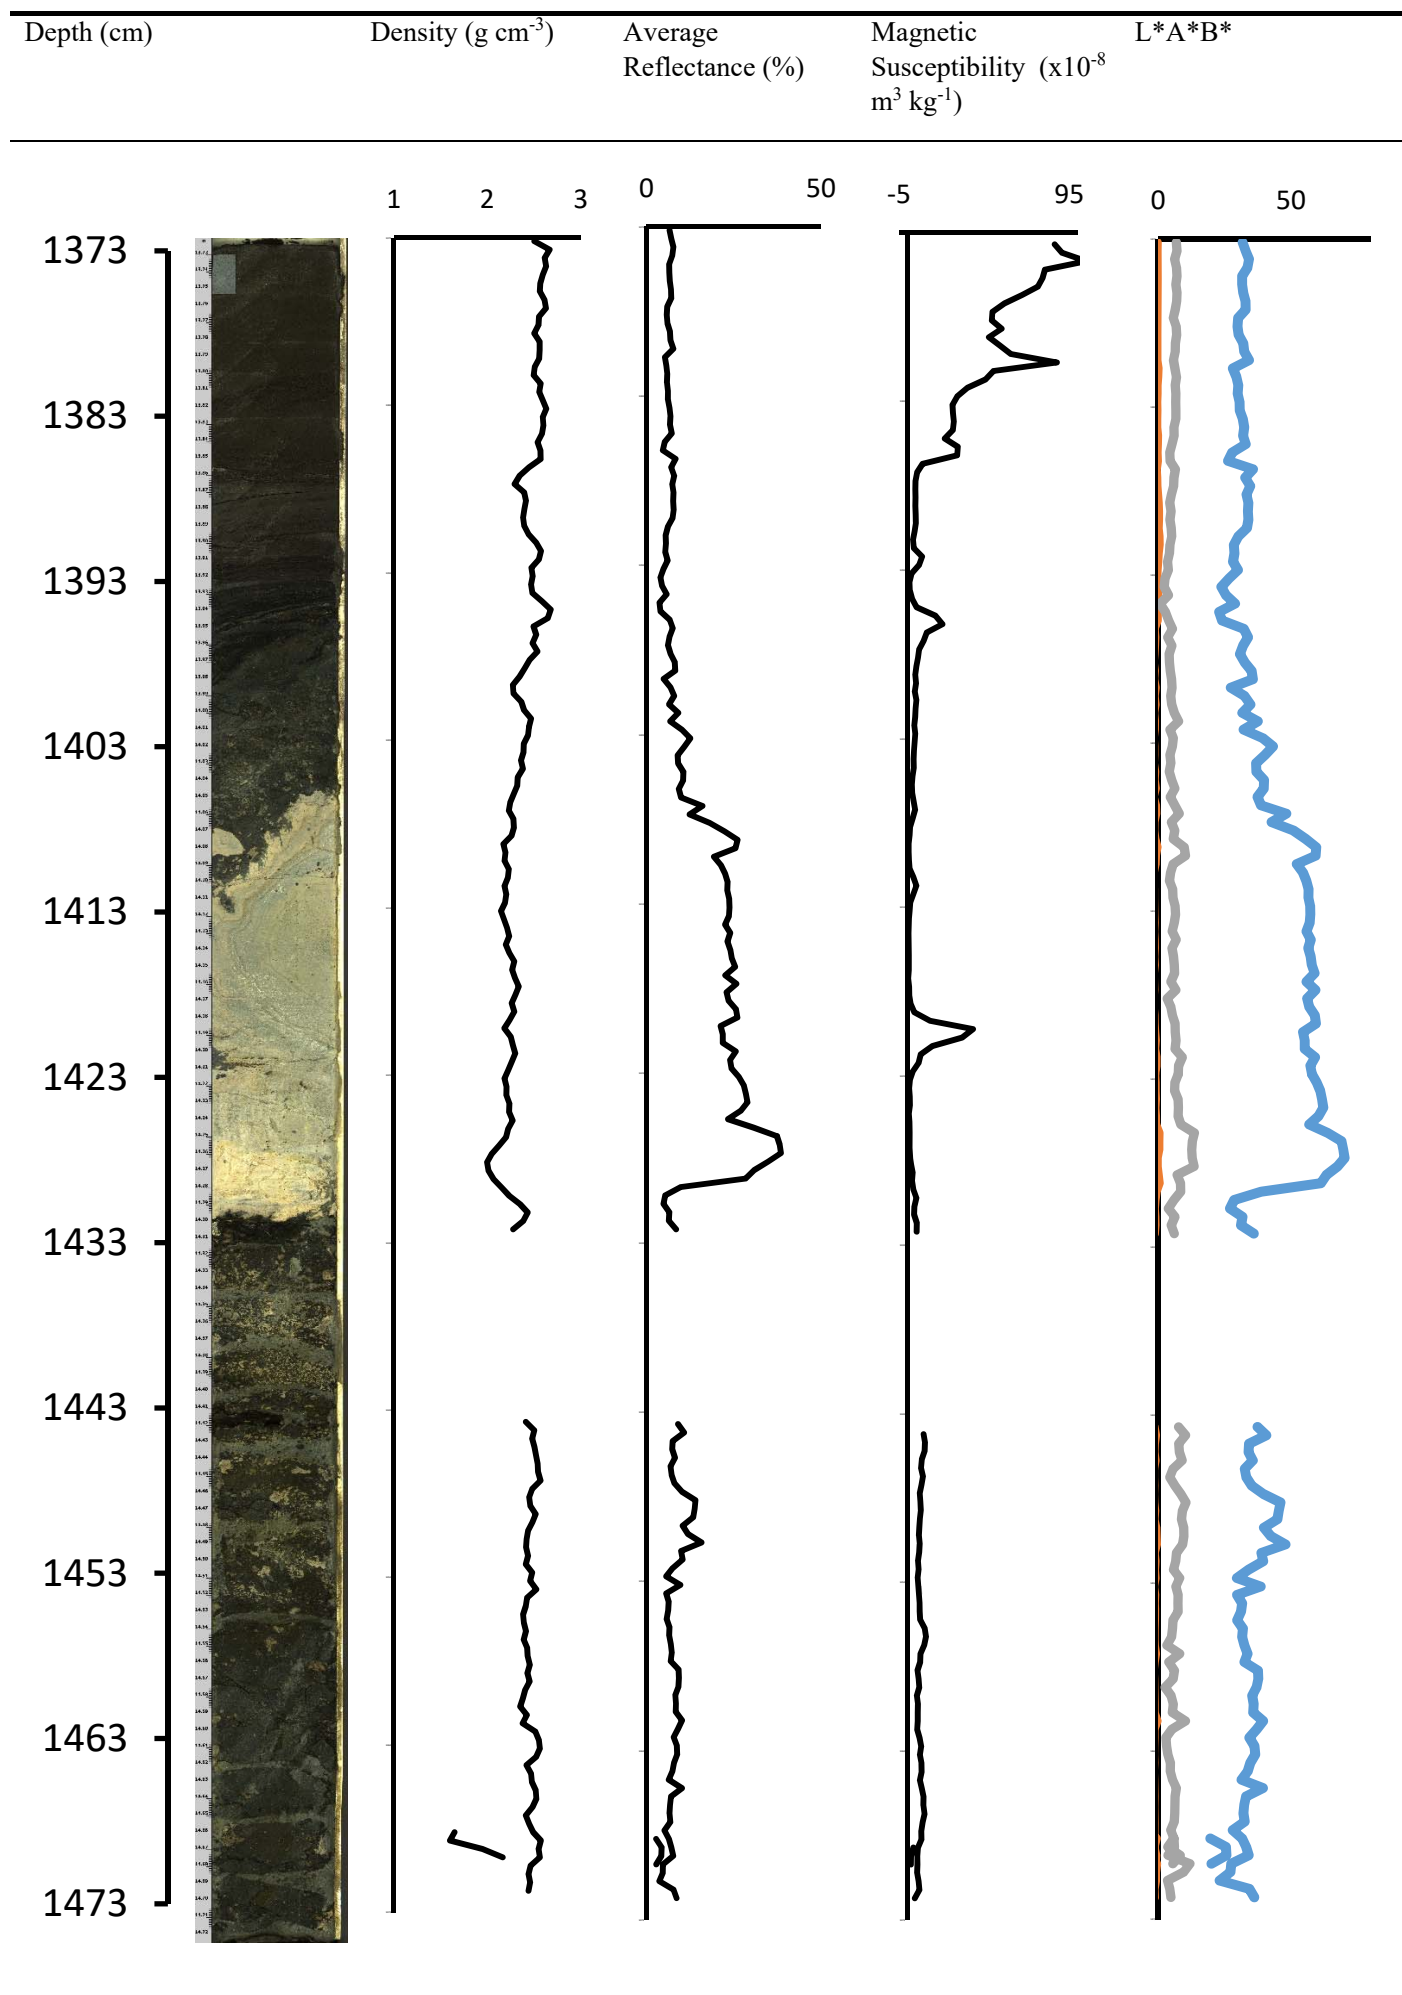 Depth (cm) Density (g cm-3) Average Magnetic L*A*B*
Reflectance (%) Susceptibility (x10-8
m3 kg-1)
1 2 3 0 50 -5 95 0 50
1373
1383
1393
1403
1413
1423
1433
1443
1453
1463
1473